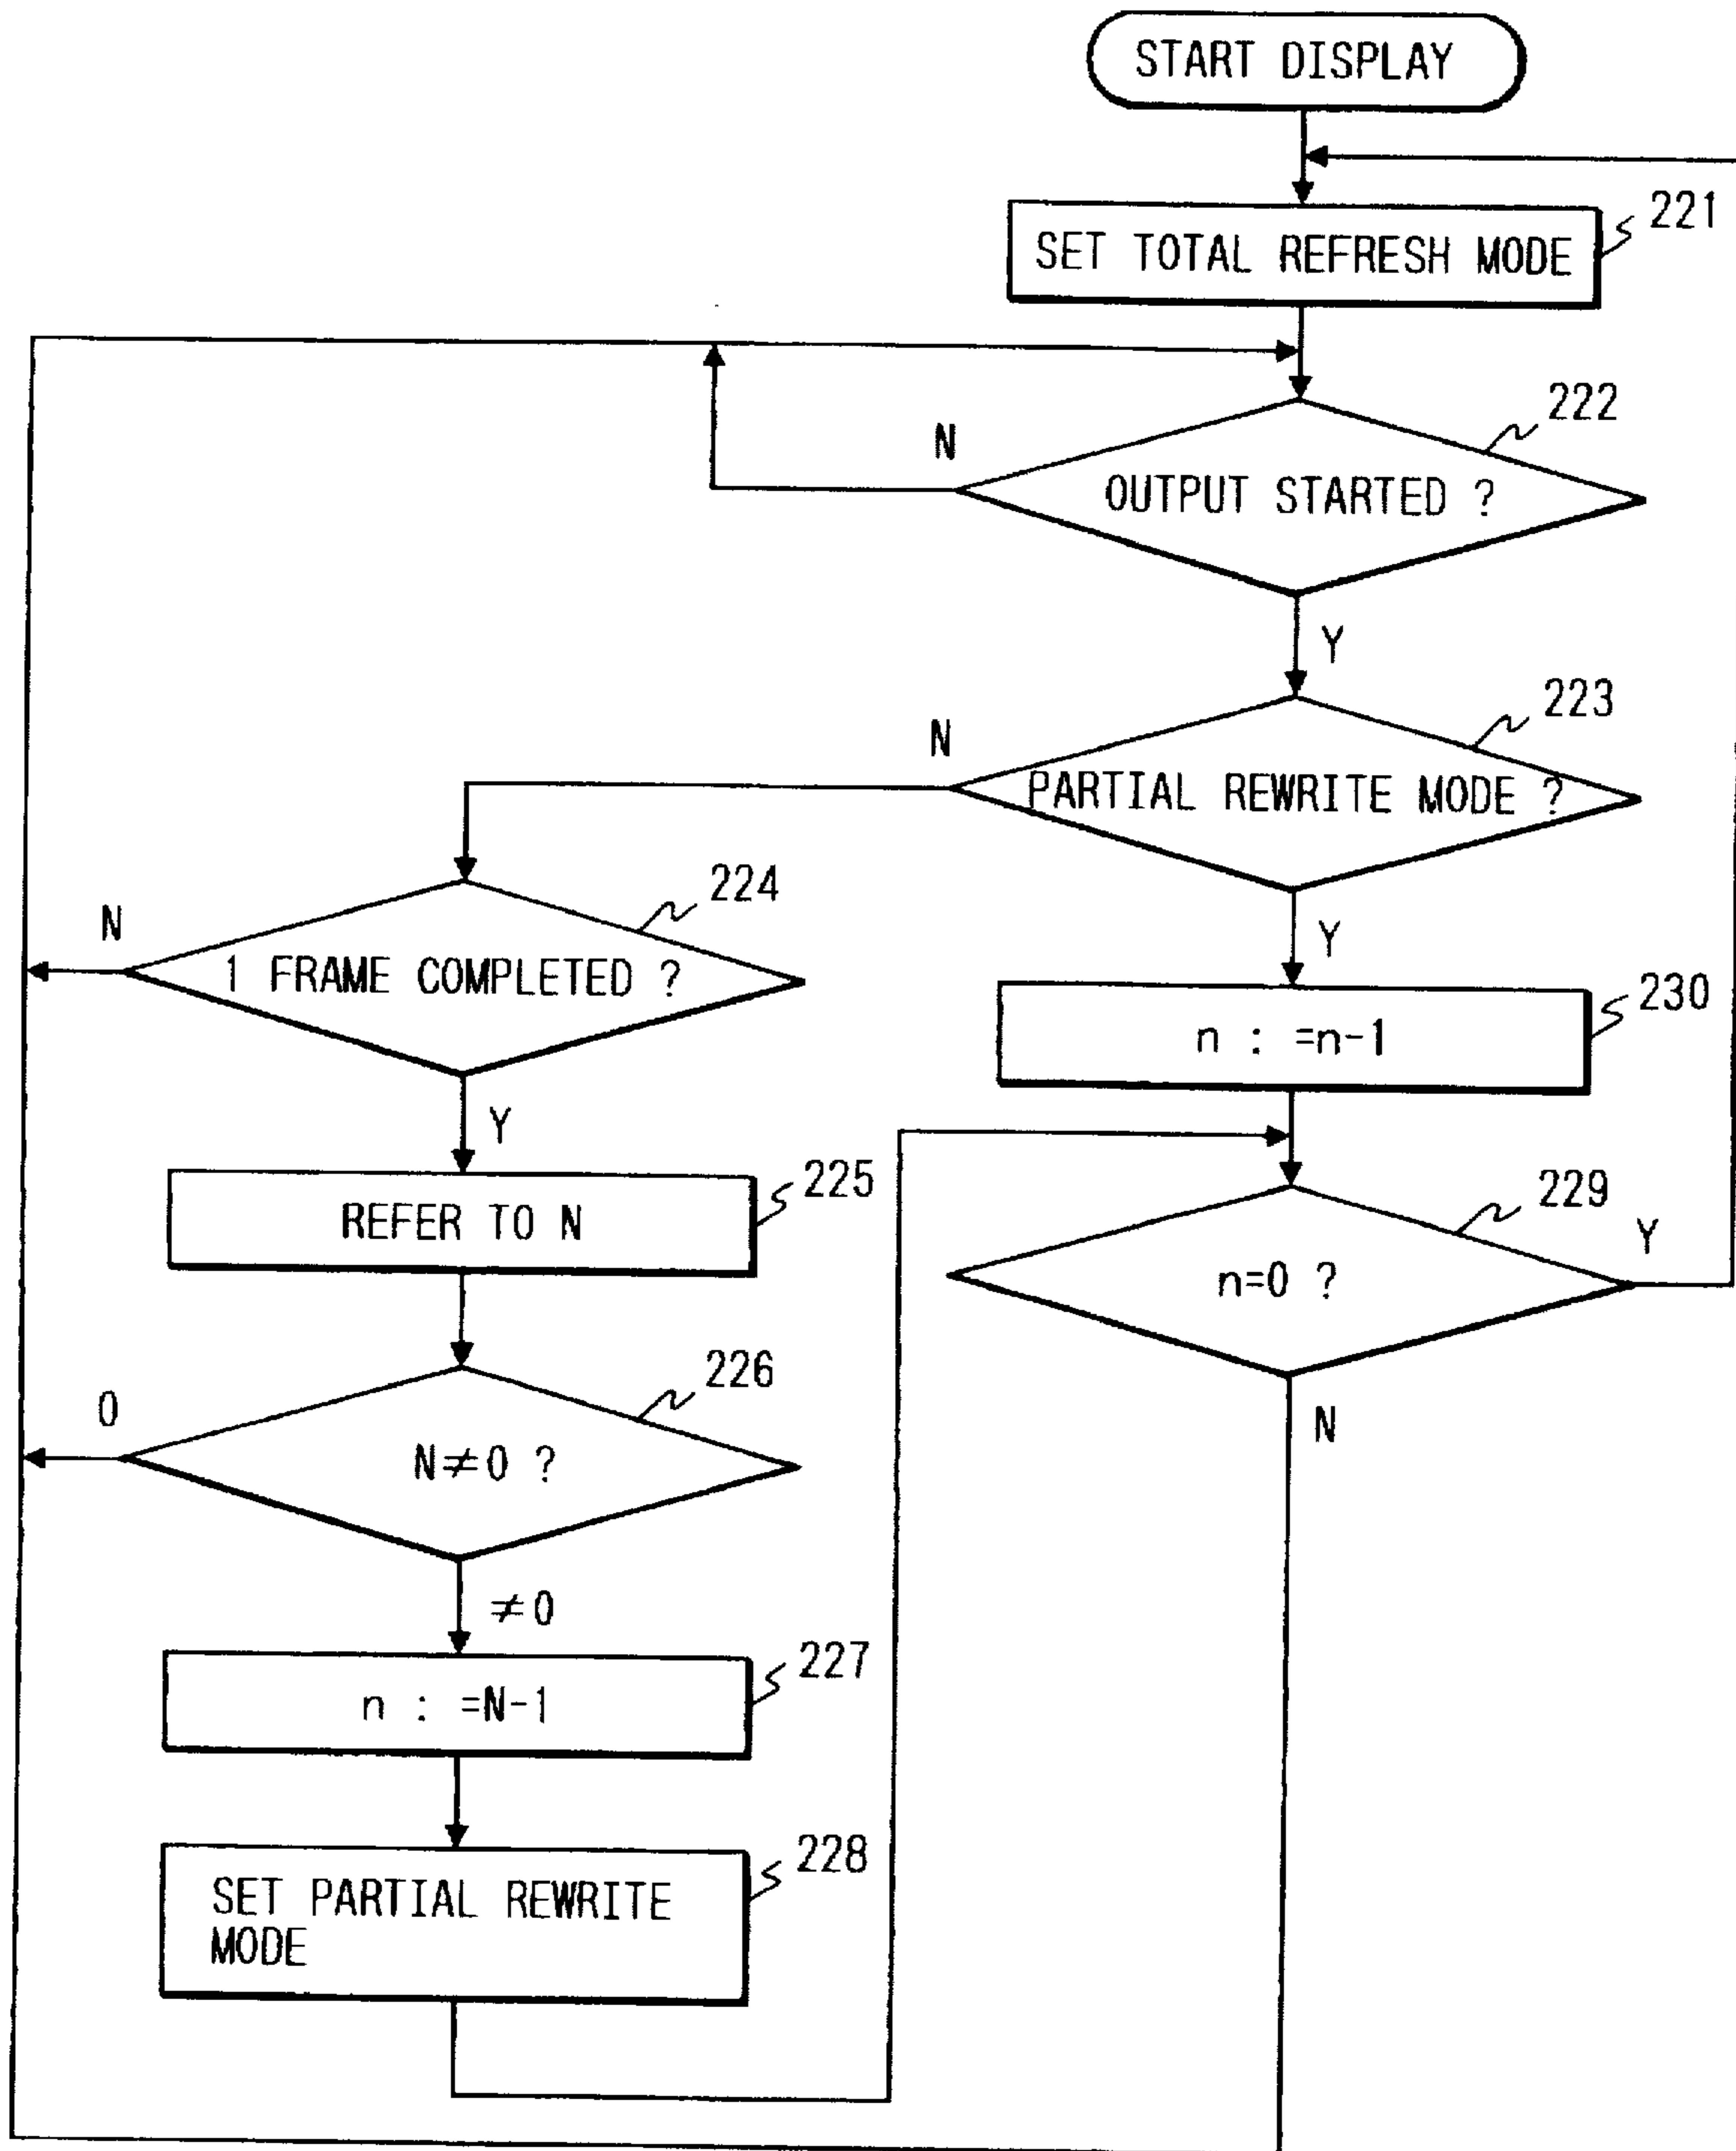 START DISPLAY
221
SET TOTAL REFRESH MODE
222
N
OUTPUT STARTED ?
Y
223
N
PARTIAL REWRITE MODE ?
224
N
1 FRAME COMPLETED ?
Y
Y
230
n : =n-1
225
REFER TO N
229
Y
n=0 ?
N
226
0
N≠0 ?
≠0
227
n : =N-1
228
SET PARTIAL REWRITE
MODE